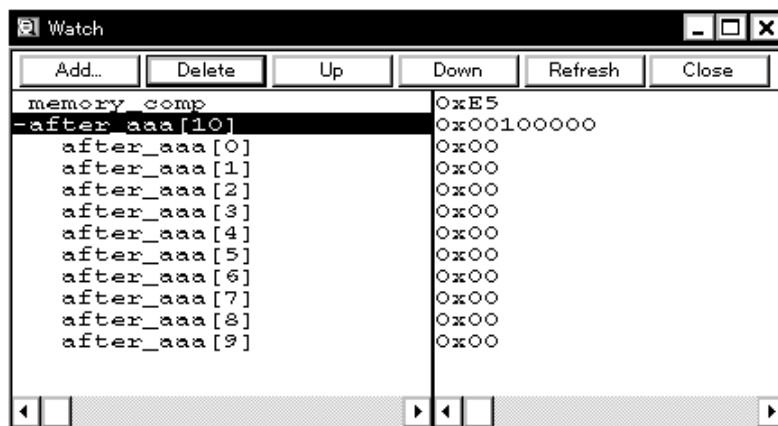 Watch
Add... Delete Up Down Refresh Close
memory_comp 0xE5
-after_aaa[10] 0x00100000
after_aaa[0] 0x00
after_aaa[1] 0x00
after_aaa[2] 0x00
after_aaa[3] 0x00
after_aaa[4] 0x00
after_aaa[5] 0x00
after_aaa[6] 0x00
after_aaa[7] 0x00
after_aaa[8] 0x00
after_aaa[9] 0x00